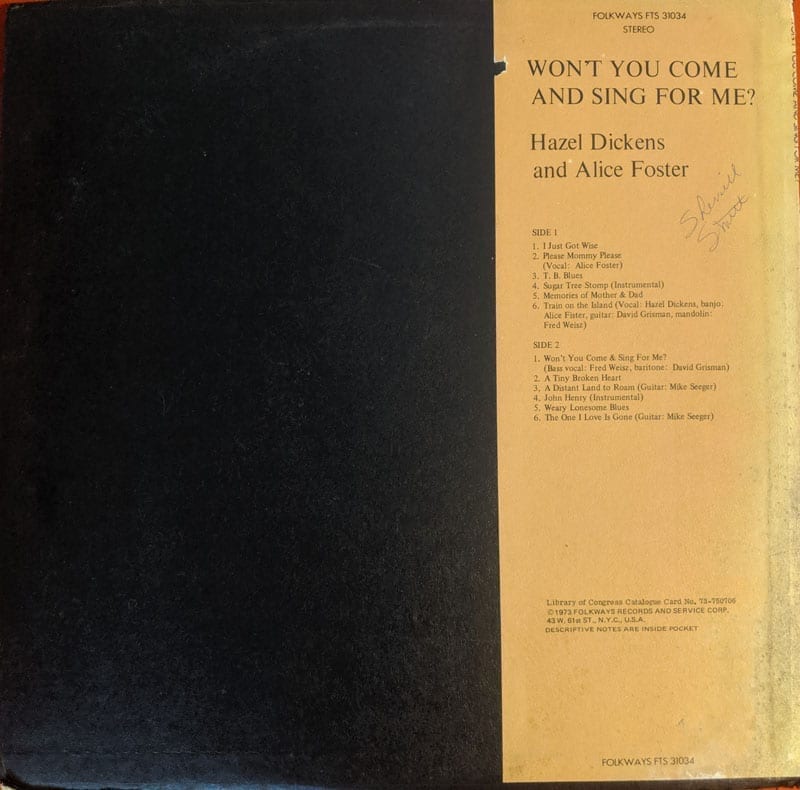 FOLKWAYS FTS 31034
STEREO
WON'T YOU COME
AND SING FOR ME?
Hazel Dickens
and Alice Foster
SIDE 1
1. I Just Got Wise
2. Please Mommy Please
(Vocal: Alice Foster)
3. T. B. Blues
4. Sugar Tree Stomp (Instrumental)
5. Memories of Mother & Dad
6. Train on the Island (Vocal: Hazel Dickens, banjo:
Alice Fister, guitar: David Grisman, mandolin:
Fred Weisz)
SIDE 2
1. Won't You Come & Sing For Me?
(Bass vocal: Fred Weisz, baritone: David Grisman)
2. A Tiny Broken Heart
3. A Distant Land to Roam (Guitar: Mike Seeger)
4. John Henry (Instrumental)
5. Weary Lonesome Blues
6. The One I Love Is Gone (Guitar: Mike Seeger)
Library of Congress Catalogue Card No. 73-750706
©1973 FOLKWAYS RECORDS AND SERVICE CORP.
43 W. 61st ST., N.Y.C., U.S.A.
DESCRIPTIVE NOTES ARE INSIDE POCKET
FOLKWAYS FTS 31034